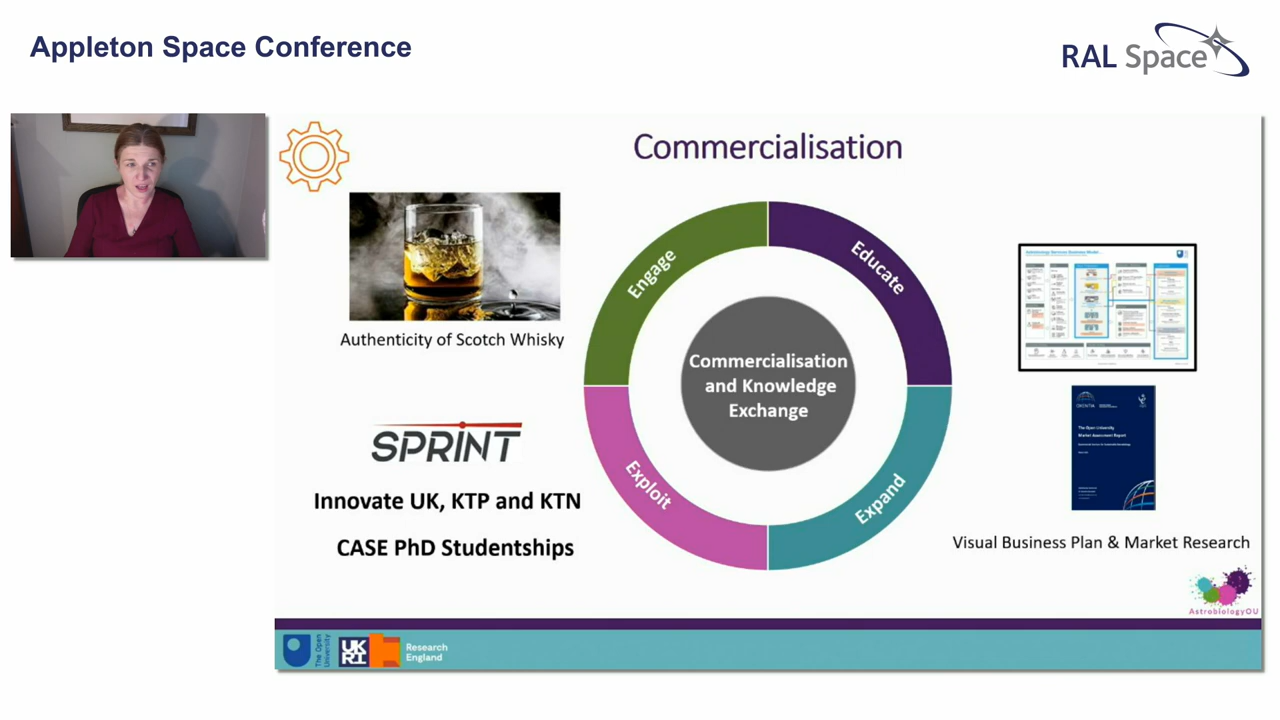 Appleton Space Conference
RAL Space
Commercialisation
Engage
Educate
Authenticity of Scotch Whisky
Commercialisation
and Knowledge
Exchange
SPRINT
Exploit
Expand
Innovate UK, KTP and KTN
CASE PhD Studentships
The Open University
Market Assessment Report
Visual Business Plan & Market Research
AstrobiologyOU
The Open
University
UK
RI
Research
England